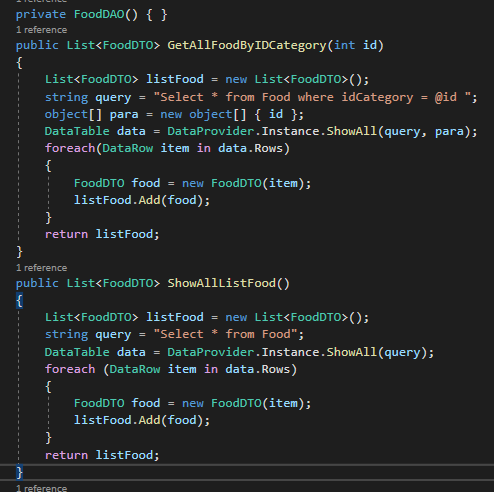 1 reference
private FoodDAO() { }
1 reference
public List<FoodDTO> GetAllFoodByIDCategory(int id)
{
List<FoodDTO> listFood = new List<FoodDTO>();
string query = "Select * from Food where idCategory = @id ";
object[] para = new object[] { id };
DataTable data = DataProvider.Instance.ShowAll(query, para);
foreach(DataRow item in data.Rows)
{
FoodDTO food = new FoodDTO(item);
listFood.Add(food);
}
return listFood;
}
1 reference
public List<FoodDTO> ShowAllListFood()
{
List<FoodDTO> listFood = new List<FoodDTO>();
string query = "Select * from Food";
DataTable data = DataProvider.Instance.ShowAll(query);
foreach (DataRow item in data.Rows)
{
FoodDTO food = new FoodDTO(item);
listFood.Add(food);
}
return listFood;
}
1 reference